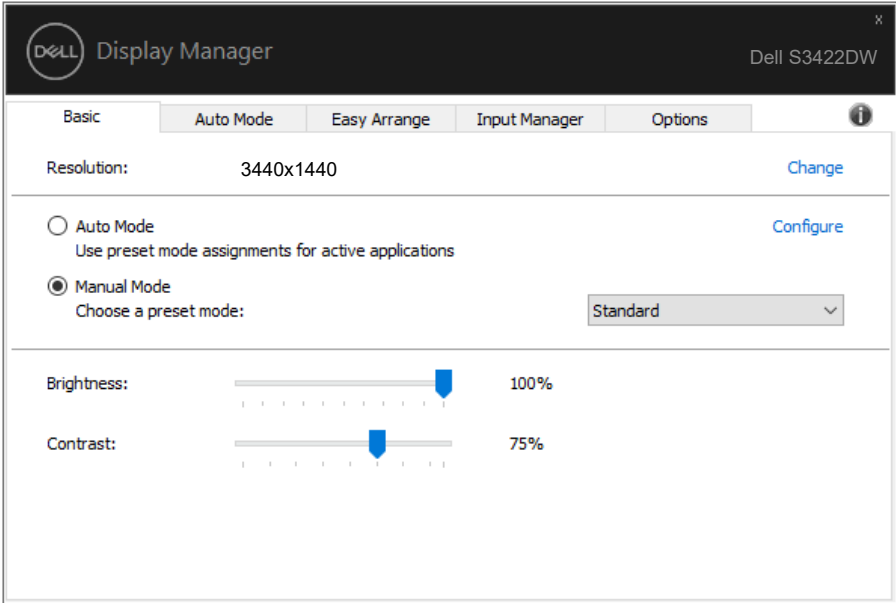 x
DELL Display Manager
Dell S3422DW
Basic Auto Mode Easy Arrange Input Manager Options i
Resolution: 3440x1440 Change
Auto Mode Configure
Use preset mode assignments for active applications
Manual Mode
Choose a preset mode: Standard
Brightness: 100%
Contrast: 75%